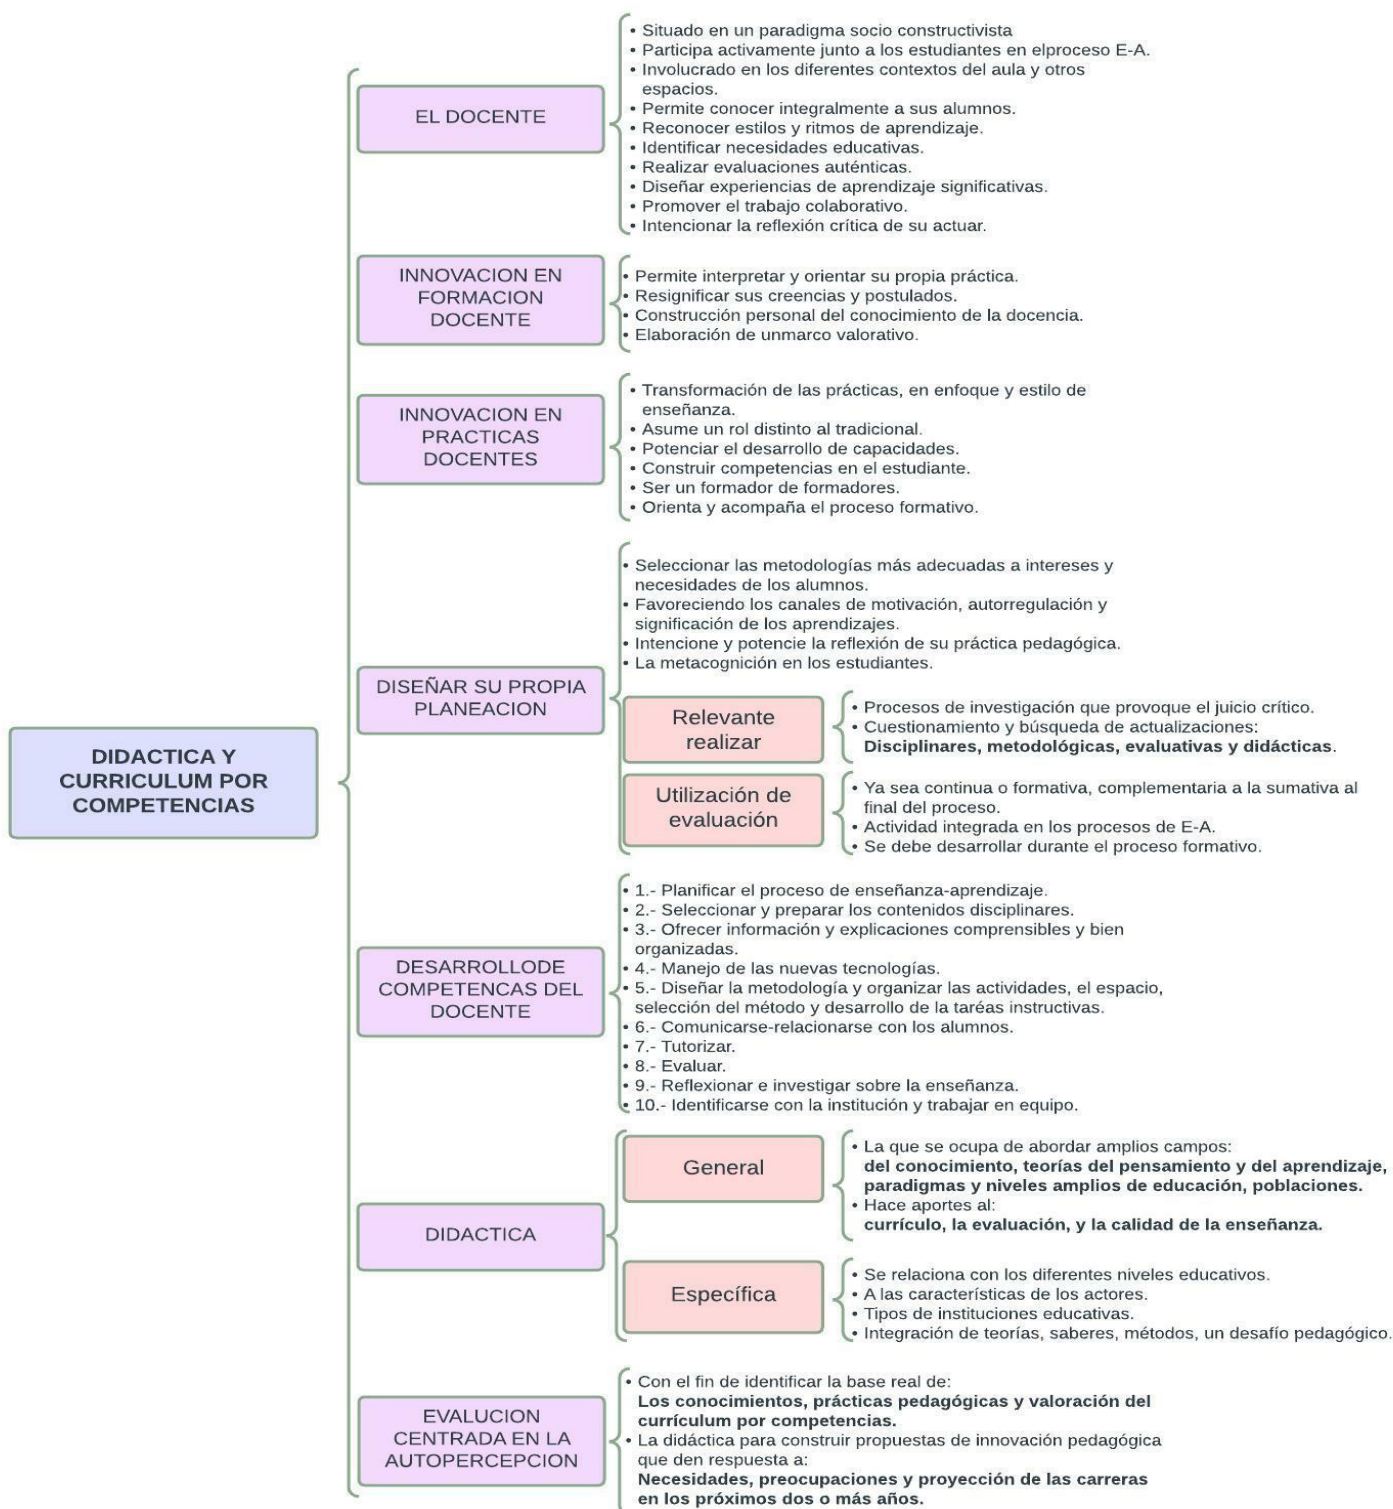 DIDACTICA Y
CURRICULUM POR
COMPETENCIAS
EL DOCENTE
• Situado en un paradigma socio constructivista
• Participa activamente junto a los estudiantes en elproceso E-A.
• Involucrado en los diferentes contextos del aula y otros
espacios.
• Permite conocer integralmente a sus alumnos.
• Reconocer estilos y ritmos de aprendizaje.
• Identificar necesidades educativas.
• Realizar evaluaciones auténticas.
• Diseñar experiencias de aprendizaje significativas.
• Promover el trabajo colaborativo.
• Intencionar la reflexión crítica de su actuar.
INNOVACION EN
FORMACION
DOCENTE
• Permite interpretar y orientar su propia práctica.
• Resignificar sus creencias y postulados.
• Construcción personal del conocimiento de la docencia.
• Elaboración de unmarco valorativo.
INNOVACION EN
PRACTICAS
DOCENTES
• Transformación de las prácticas, en enfoque y estilo de
enseñanza.
• Asume un rol distinto al tradicional.
• Potenciar el desarrollo de capacidades.
• Construir competencias en el estudiante.
• Ser un formador de formadores.
• Orienta y acompaña el proceso formativo.
DISEÑAR SU PROPIA
PLANEACION
• Seleccionar las metodologías más adecuadas a intereses y
necesidades de los alumnos.
• Favoreciendo los canales de motivación, autorregulación y
significación de los aprendizajes.
• Intencione y potencie la reflexión de su práctica pedagógica.
• La metacognición en los estudiantes.
Relevante
realizar
• Procesos de investigación que provoque el juicio crítico.
• Cuestionamiento y búsqueda de actualizaciones:
Disciplinares, metodológicas, evaluativas y didácticas.
Utilización de
evaluación
• Ya sea continua o formativa, complementaria a la sumativa al
final del proceso.
• Actividad integrada en los procesos de E-A.
• Se debe desarrollar durante el proceso formativo.
DESARROLLODE
COMPETENCAS DEL
DOCENTE
• 1.- Planificar el proceso de enseñanza-aprendizaje.
• 2.- Seleccionar y preparar los contenidos disciplinares.
• 3.- Ofrecer información y explicaciones comprensibles y bien
organizadas.
• 4.- Manejo de las nuevas tecnologías.
• 5.- Diseñar la metodología y organizar las actividades, el espacio,
selección del método y desarrollo de la taréas instructivas.
• 6.- Comunicarse-relacionarse con los alumnos.
• 7.- Tutorizar.
• 8.- Evaluar.
• 9.- Reflexionar e investigar sobre la enseñanza.
• 10.- Identificarse con la institución y trabajar en equipo.
DIDACTICA
General
• La que se ocupa de abordar amplios campos:
del conocimiento, teorías del pensamiento y del aprendizaje,
paradigmas y niveles amplios de educación, poblaciones.
• Hace aportes al:
currículo, la evaluación, y la calidad de la enseñanza.
Específica
• Se relaciona con los diferentes niveles educativos.
• A las características de los actores.
• Tipos de instituciones educativas.
• Integración de teorías, saberes, métodos, un desafío pedagógico.
EVALUCION
CENTRADA EN LA
AUTOPERCEPCION
• Con el fin de identificar la base real de:
Los conocimientos, prácticas pedagógicas y valoración del
currículum por competencias.
• La didáctica para construir propuestas de innovación pedagógica
que den respuesta a:
Necesidades, preocupaciones y proyección de las carreras
en los próximos dos o más años.